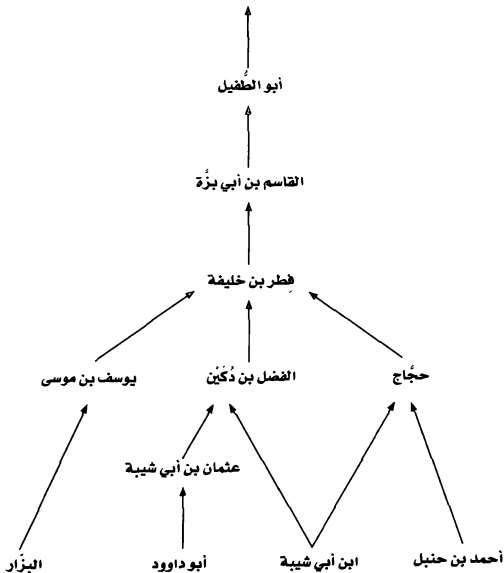 أبو الطُّفيل
القاسم بن أبي بزَّة
فِطر بن خليفة
حجَّاج الفضل بن دُكَيْن يوسف بن موسى
عثمان بن أبي شيبة
أحمد بن حنبل ابن أبي شيبة أبو داوود البزّار